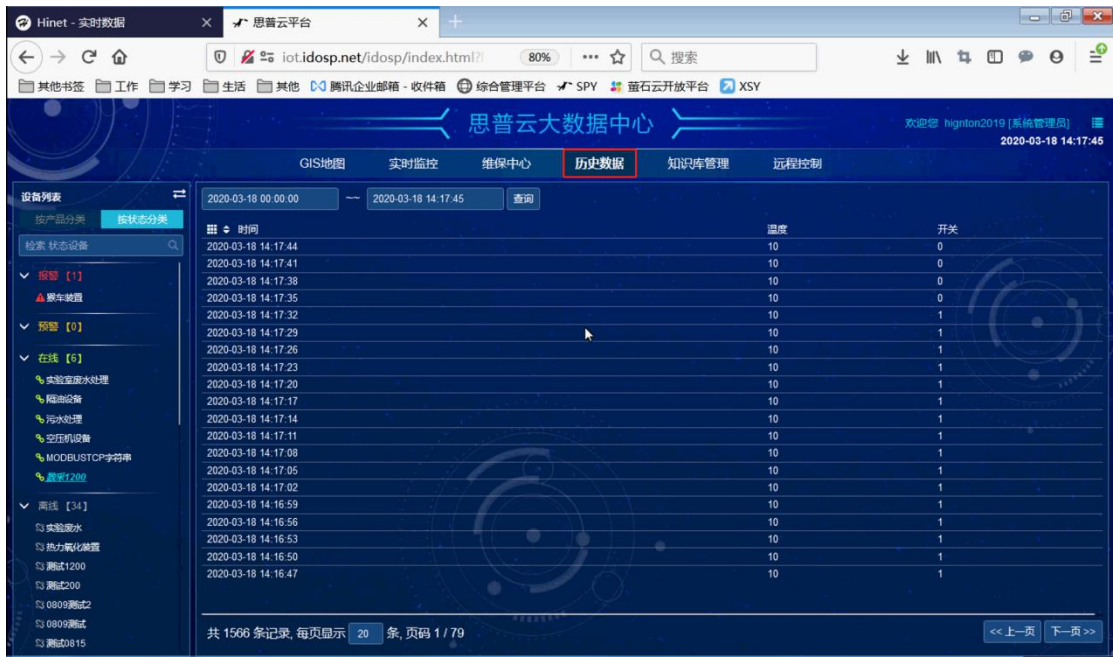 Hinet - 实时数据
思普云平台
iot.idosp.net/idosp/index.html?l
80%
搜索
其他书签 工作 学习 生活 其他 腾讯企业邮箱 - 收件箱 综合管理平台 SPY 萤石云开放平台 XSY
思普云大数据中心
欢迎您 hignton2019 [系统管理员]
2020-03-18 14:17:45
GIS地图 实时监控 维保中心 历史数据 知识库管理 远程控制
设备列表
按产品分类 按状态分类
检索 状态设备
报警【1】
猴车装置
预警【0】
在线【6】
实验室废水处理
隔油设备
污水处理
空压机设备
MODBUSTCP字符串
数采1200
离线【34】
实验废水
热力氧化装置
测试1200
测试200
0809测试2
0809测试
测试0815
2020-03-18 00:00:00 ~~ 2020-03-18 14:17:45 查询
时间 温度 开关
2020-03-18 14:17:44 10 0
2020-03-18 14:17:41 10 0
2020-03-18 14:17:38 10 0
2020-03-18 14:17:35 10 0
2020-03-18 14:17:32 10 1
2020-03-18 14:17:29 10 1
2020-03-18 14:17:26 10 1
2020-03-18 14:17:23 10 1
2020-03-18 14:17:20 10 1
2020-03-18 14:17:17 10 1
2020-03-18 14:17:14 10 1
2020-03-18 14:17:11 10 1
2020-03-18 14:17:08 10 1
2020-03-18 14:17:05 10 1
2020-03-18 14:17:02 10 1
2020-03-18 14:16:59 10 1
2020-03-18 14:16:56 10 1
2020-03-18 14:16:53 10 1
2020-03-18 14:16:50 10 1
2020-03-18 14:16:47 10 1
共 1566 条记录, 每页显示 20 条, 页码 1 / 79
<<上一页 下一页>>